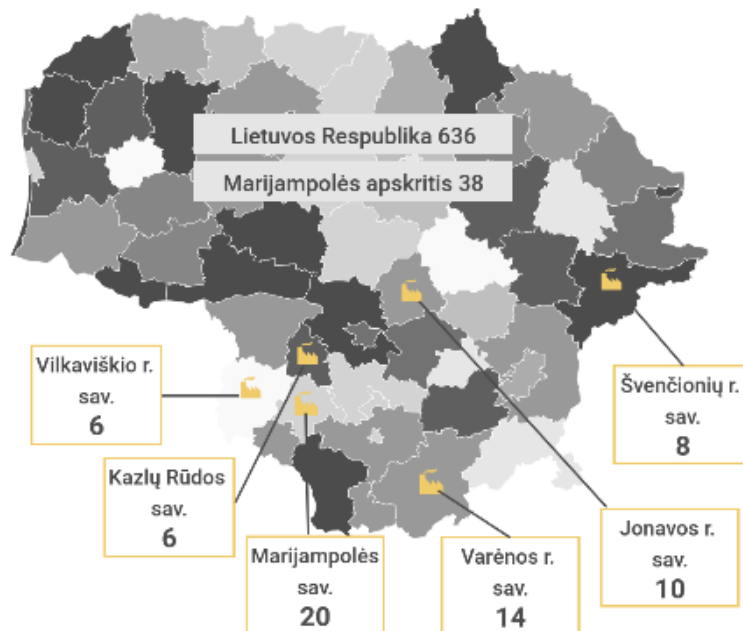 Lietuvos Respublika 636
Marijampolės apskritis 38
Vilkaviškio r.
sav.
6
Švenčionių r.
sav.
8
Kazlų Rūdos
sav.
6
Marijampolės
sav.
20
Varėnos r.
sav.
14
Jonavos r.
sav.
10